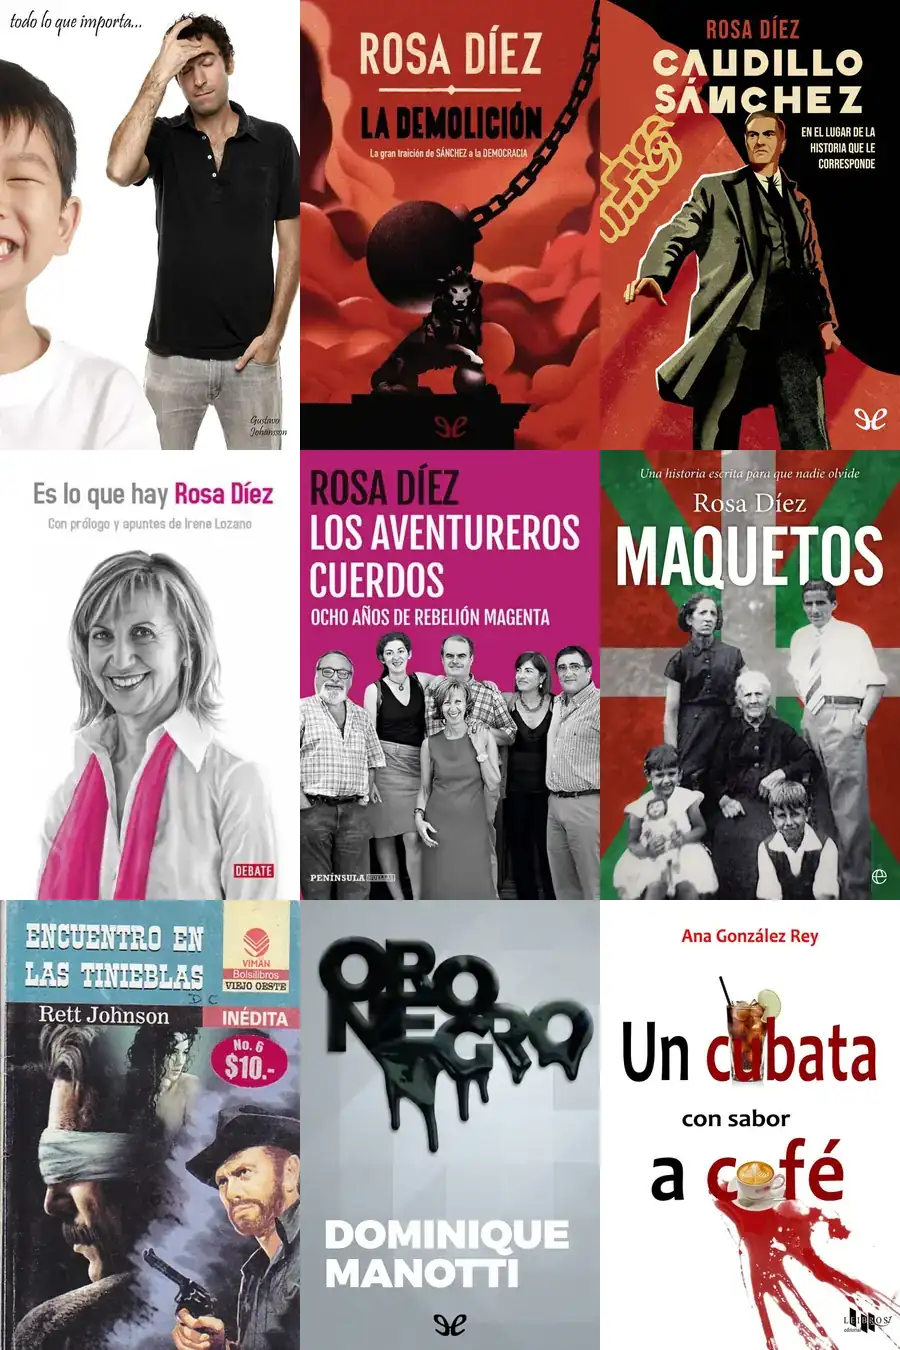 todo lo que importa...
Gustavo
Johansson
ROSA DÍEZ
LA DEMOLICIÓN
La gran traición de SÁNCHEZ a la DEMOCRACIA
ROSA DÍEZ
CAUDILLO
SÁNCHEZ
EN EL LUGAR DE LA
HISTORIA QUE LE
CORRESPONDE
Es lo que hay Rosa Díez
Con prólogo y apuntes de Irene Lozano
DEBATE
ROSA DÍEZ
LOS AVENTUREROS
CUERDOS
OCHO AÑOS DE REBELIÓN MAGENTA
PENÍNSULA
Una historia escrita para que nadie olvide
Rosa Díez
MAQUETOS
ENCUENTRO EN
LAS TINIEBLAS
D C
VIMÁN
Bolsilibros
VIEJO OESTE
Rett Johnson
INÉDITA
No. 6
$10.-
ORO
NEGRO
DOMINIQUE
MANOTTI
Ana González Rey
Un cubata
con sabor
a café
LEIBROS
editorial